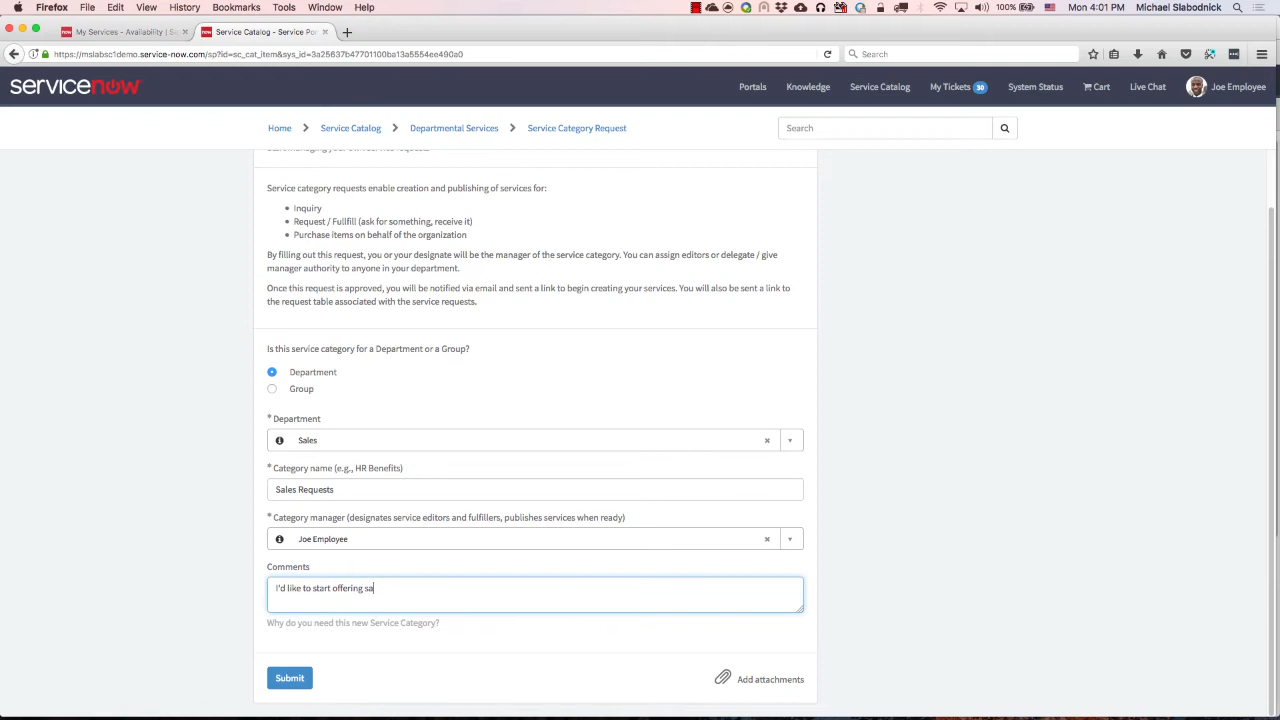 Firefox File Edit View History Bookmarks Tools Window Help 100% Mon 4:01 PM Michael Slabodnick
My Services - Availability | Se
Service Catalog - Service Po
https://mslabsc1demo.service-now.com/sp?id=sc_cat_item&sys_id=3a25637b47701100ba13a5554ee490a0
Search
servicenow
Portals Knowledge Service Catalog My Tickets 30 System Status Cart Live Chat Joe Employee
Home Service Catalog Departmental Services Service Category Request
Search
Service category requests enable creation and publishing of services for:
Inquiry
Request / Fullfill (ask for something, receive it)
Purchase items on behalf of the organization
By filling out this request, you or your designate will be the manager of the service category. You can assign editors or delegate / give
manager authority to anyone in your department.
Once this request is approved, you will be notified via email and sent a link to begin creating your services. You will also be sent a link to
the request table associated with the service requests.
Is this service category for a Department or a Group?
Department
Group
* Department
Sales
* Category name (e.g., HR Benefits)
Sales Requests
* Category manager (designates service editors and fulfillers, publishes services when ready)
Joe Employee
Comments
I'd like to start offering sa
Why do you need this new Service Category?
Submit
Add attachments